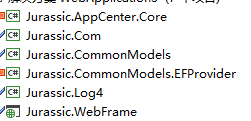 Jurassic.AppCenter.Core
Jurassic.Com
Jurassic.CommonModels
Jurassic.CommonModels.EFProvider
Jurassic.Log4
Jurassic.WebFrame